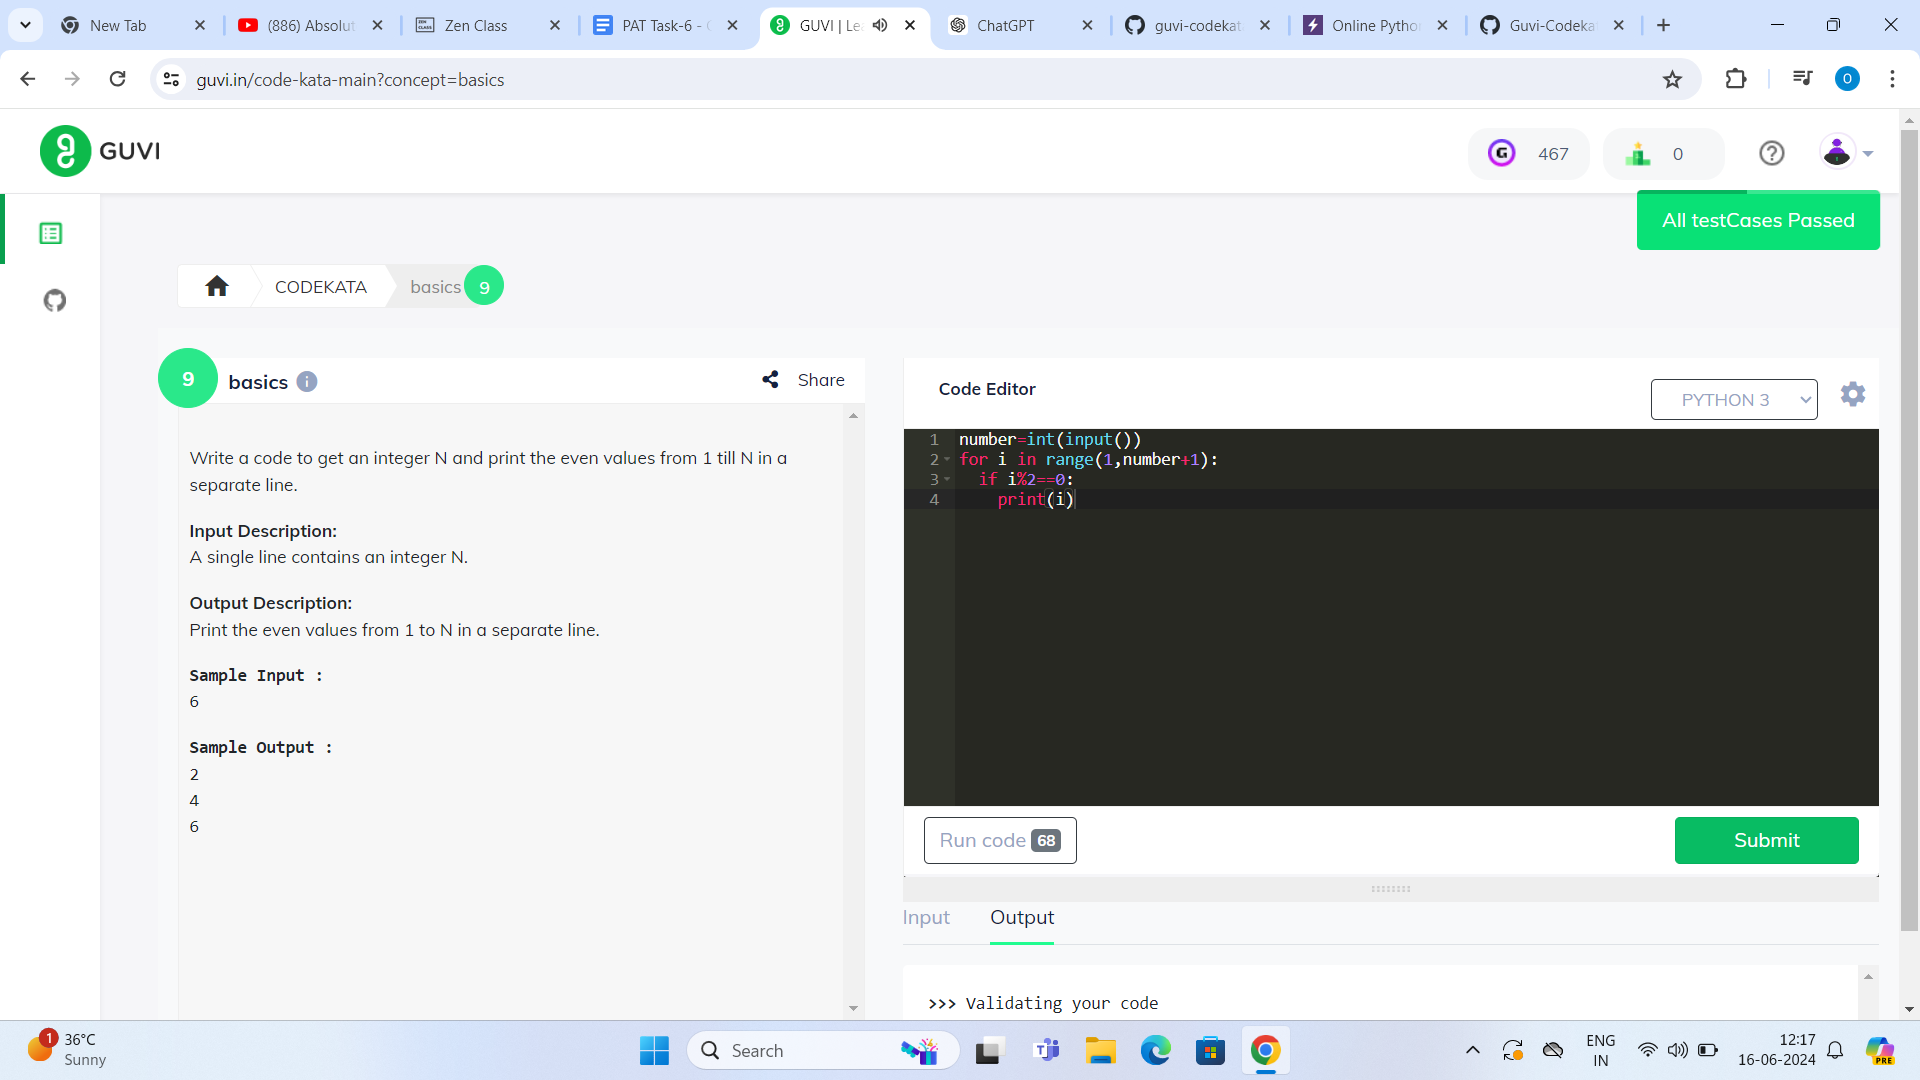 New Tab
(886) Absolut
Zen Class
PAT Task-6 -
GUVI | Le
ChatGPT
guvi-codekat
Online Pytho
Guvi-Codeka
guvi.in/code-kata-main?concept=basics
O
GUVI
G
467
0
All testCases Passed
CODEKATA
basics
9
9
basics
i
Share
Write a code to get an integer N and print the even values from 1 till N in a
separate line.
Input Description:
A single line contains an integer N.
Output Description:
Print the even values from 1 to N in a separate line.
Sample Input :
6
Sample Output :
2
4
6
Code Editor
PYTHON 3
1 number=int(input())
2 for i in range(1,number+1):
3   if i%2==0:
4     print(i)
Run code 68
Submit
Input
Output
>>> Validating your code
1
36°C
Sunny
Search
ENG
IN
12:17
16-06-2024
PRE